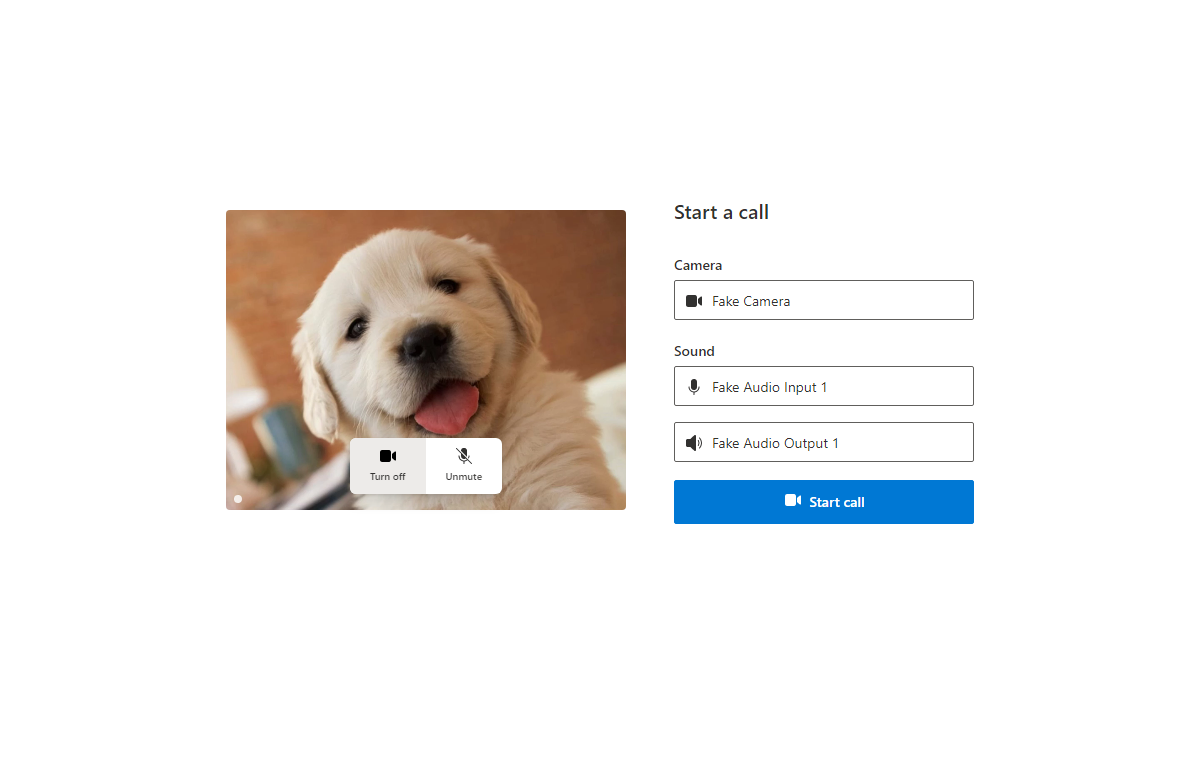 Start a call
Camera
Fake Camera
Sound
Fake Audio Input 1
Fake Audio Output 1
Start call
Turn off
Unmute